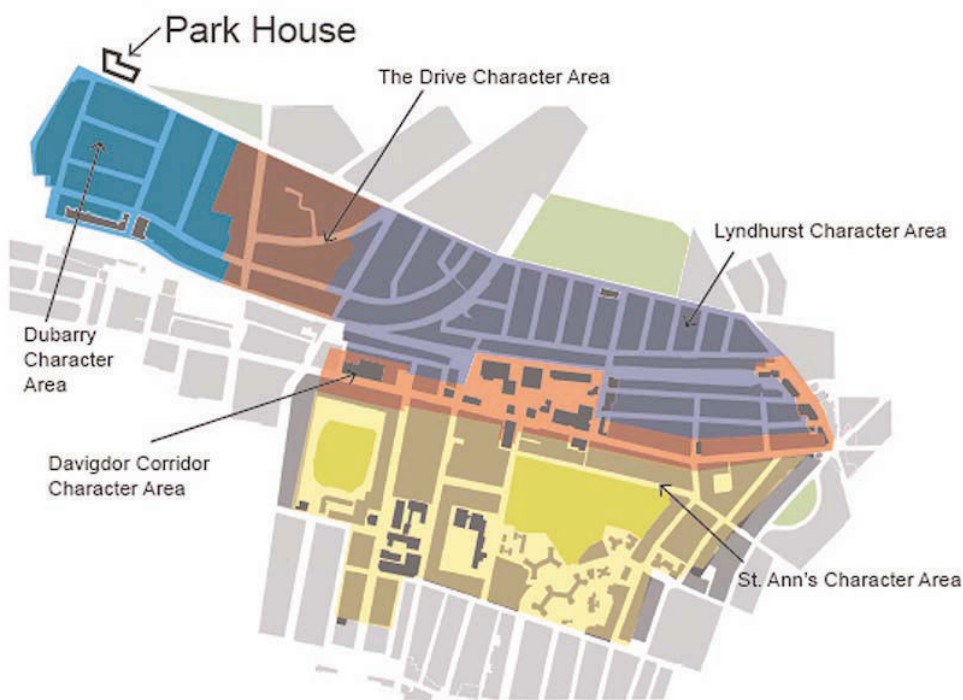 Park House
The Drive Character Area
Lyndhurst Character Area
Dubarry
Character
Area
Davigdor Corridor
Character Area
St. Ann's Character Area